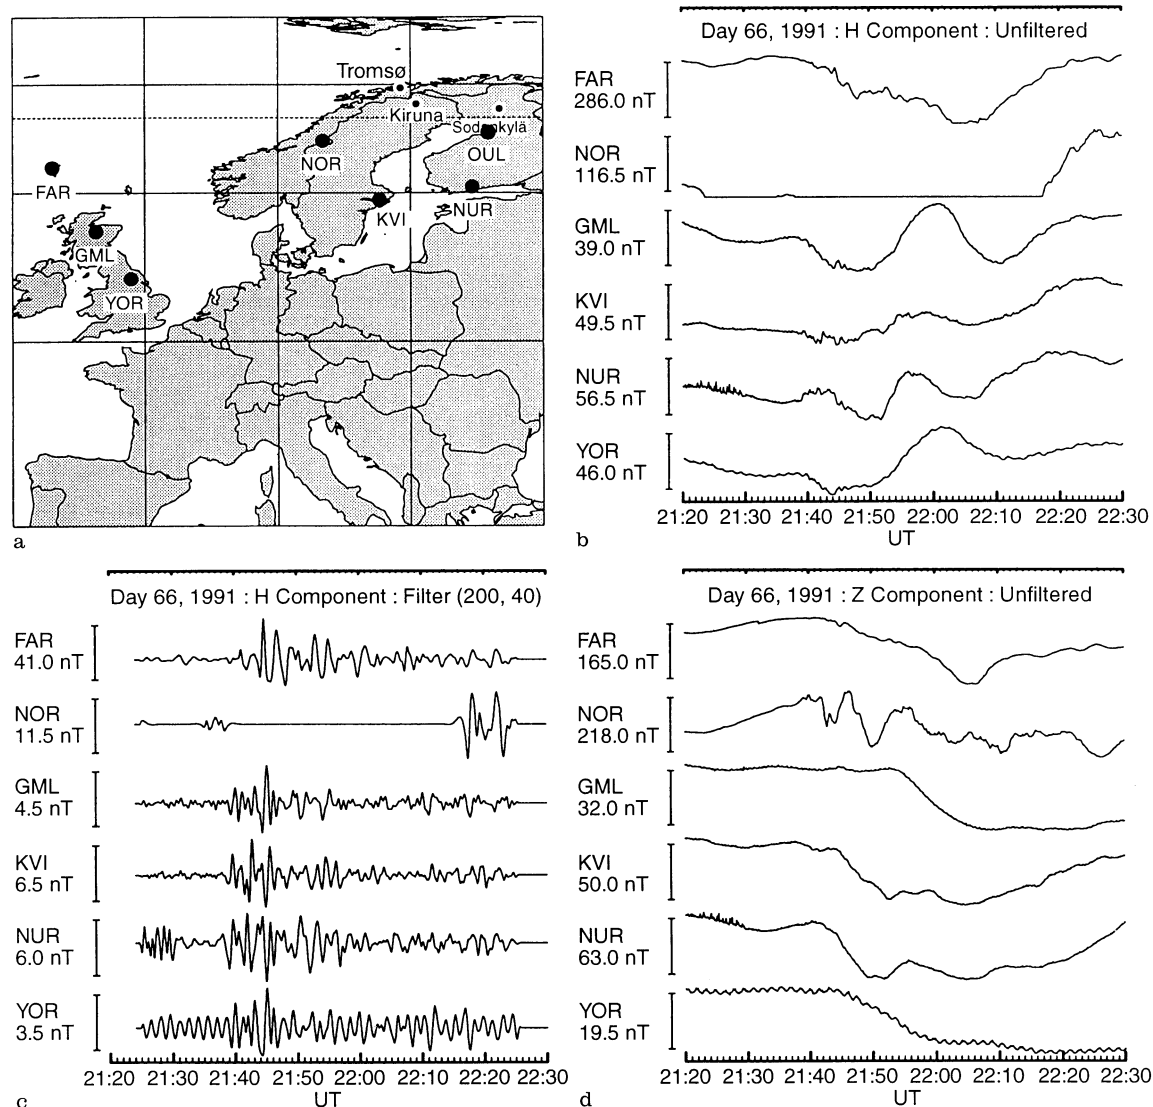 Tromsø
Kiruna
Sodankylä
OUL
NOR
FAR
KVI
NUR
GML
YOR
a
Day 66, 1991 : H Component : Unfiltered
FAR
286.0 nT
NOR
116.5 nT
GML
39.0 nT
KVI
49.5 nT
NUR
56.5 nT
YOR
46.0 nT
21:20 21:30 21:40 21:50 22:00 22:10 22:20 22:30
UT
b
Day 66, 1991 : H Component : Filter (200, 40)
FAR
41.0 nT
NOR
11.5 nT
GML
4.5 nT
KVI
6.5 nT
NUR
6.0 nT
YOR
3.5 nT
21:20 21:30 21:40 21:50 22:00 22:10 22:20 22:30
UT
c
Day 66, 1991 : Z Component : Unfiltered
FAR
165.0 nT
NOR
218.0 nT
GML
32.0 nT
KVI
50.0 nT
NUR
63.0 nT
YOR
19.5 nT
21:20 21:30 21:40 21:50 22:00 22:10 22:20 22:30
UT
d